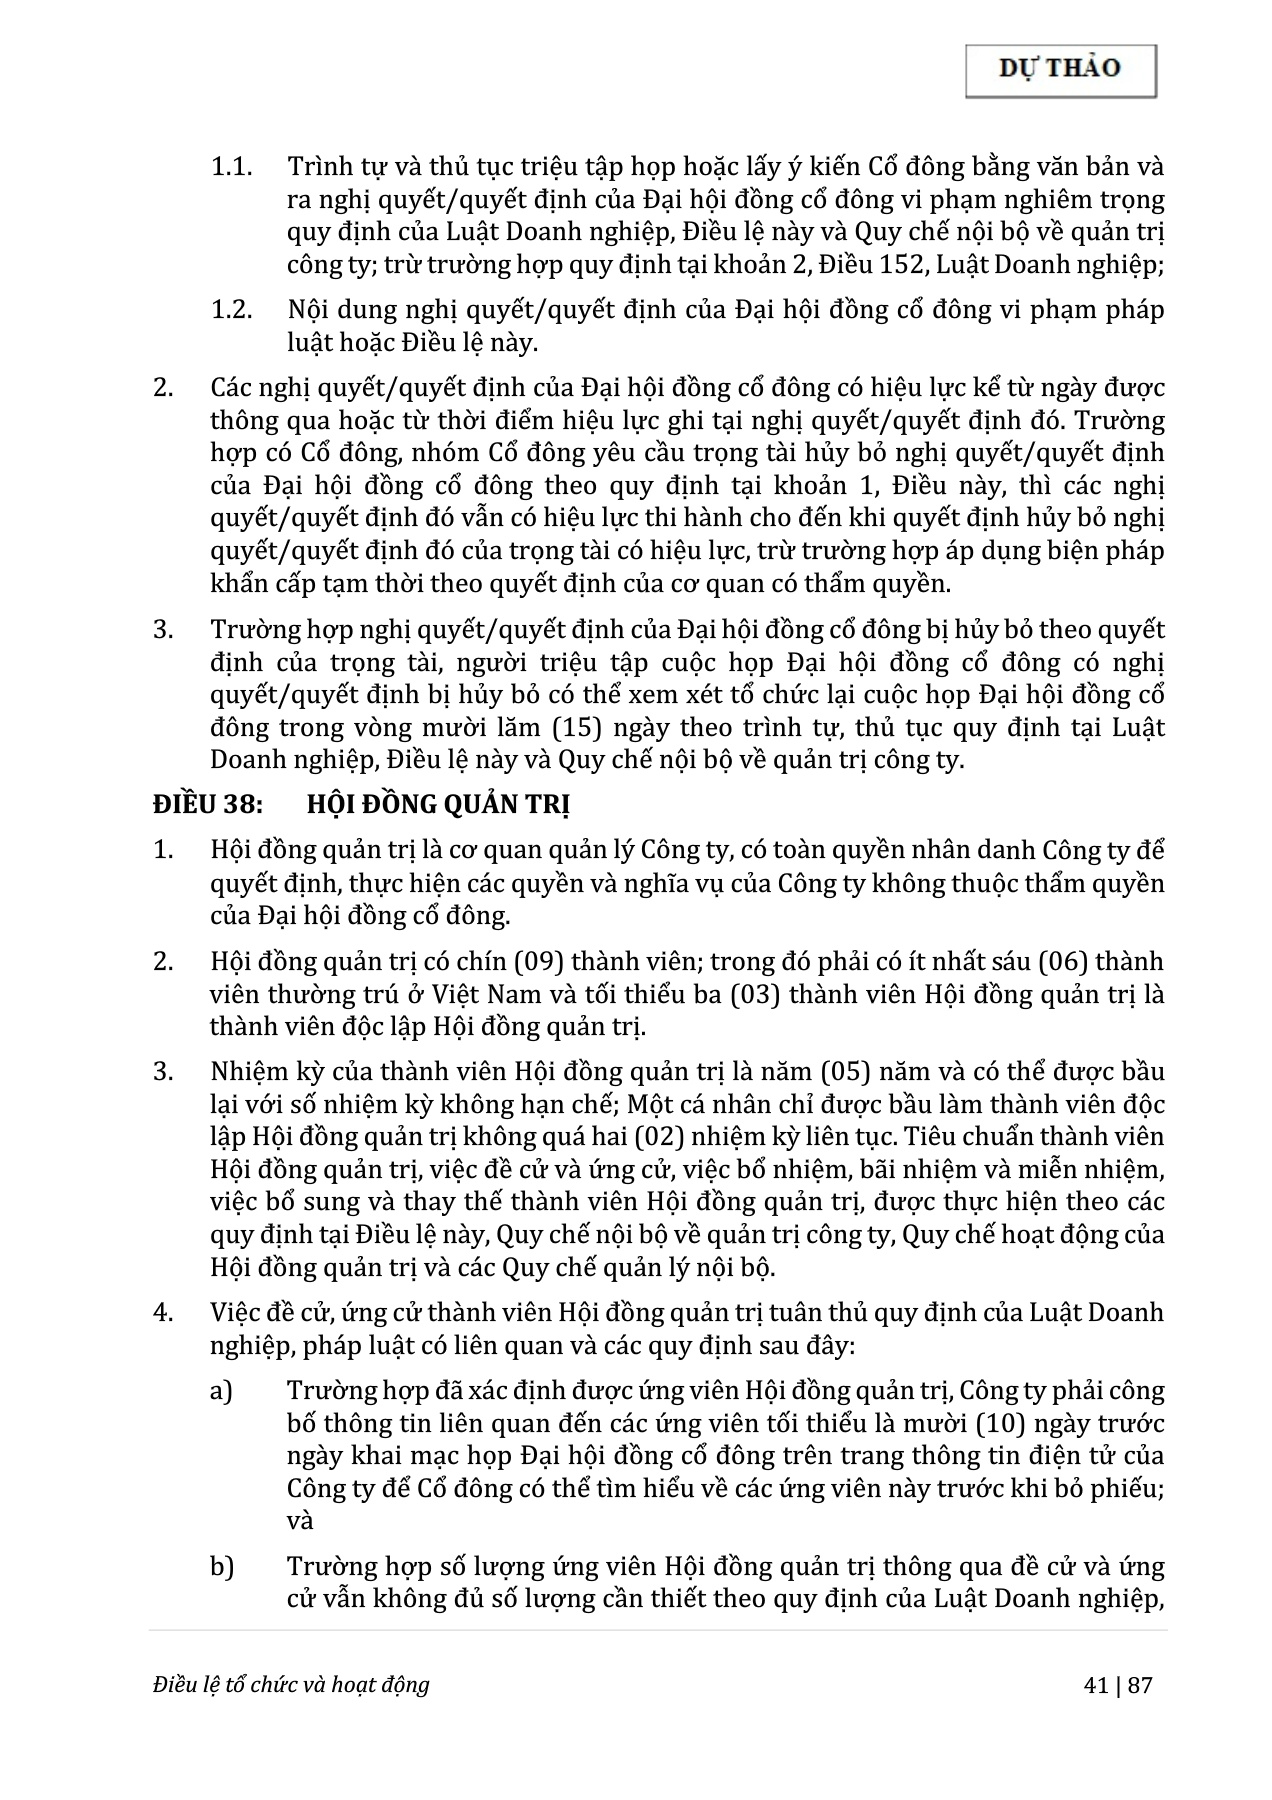 DỰ THẢO
1.1. Trình tự và thủ tục triệu tập họp hoặc lấy ý kiến Cổ đông bằng văn bản và
ra nghị quyết/quyết định của Đại hội đồng cổ đông vi phạm nghiêm trọng
quy định của Luật Doanh nghiệp, Điều lệ này và Quy chế nội bộ về quản trị
công ty; trừ trường hợp quy định tại khoản 2, Điều 152, Luật Doanh nghiệp;
1.2. Nội dung nghị quyết/quyết định của Đại hội đồng cổ đông vi phạm pháp
luật hoặc Điều lệ này.
2. Các nghị quyết/quyết định của Đại hội đồng cổ đông có hiệu lực kể từ ngày được
thông qua hoặc từ thời điểm hiệu lực ghi tại nghị quyết/quyết định đó. Trường
hợp có Cổ đông, nhóm Cổ đông yêu cầu trọng tài hủy bỏ nghị quyết/quyết định
của Đại hội đồng cổ đông theo quy định tại khoản 1, Điều này, thì các nghị
quyết/quyết định đó vẫn có hiệu lực thi hành cho đến khi quyết định hủy bỏ nghị
quyết/quyết định đó của trọng tài có hiệu lực, trừ trường hợp áp dụng biện pháp
khẩn cấp tạm thời theo quyết định của cơ quan có thẩm quyền.
3. Trường hợp nghị quyết/quyết định của Đại hội đồng cổ đông bị hủy bỏ theo quyết
định của trọng tài, người triệu tập cuộc họp Đại hội đồng cổ đông có nghị
quyết/quyết định bị hủy bỏ có thể xem xét tổ chức lại cuộc họp Đại hội đồng cổ
đông trong vòng mười lăm (15) ngày theo trình tự, thủ tục quy định tại Luật
Doanh nghiệp, Điều lệ này và Quy chế nội bộ về quản trị công ty.
ĐIỀU 38: HỘI ĐỒNG QUẢN TRỊ
1. Hội đồng quản trị là cơ quan quản lý Công ty, có toàn quyền nhân danh Công ty để
quyết định, thực hiện các quyền và nghĩa vụ của Công ty không thuộc thẩm quyền
của Đại hội đồng cổ đông.
2. Hội đồng quản trị có chín (09) thành viên; trong đó phải có ít nhất sáu (06) thành
viên thường trú ở Việt Nam và tối thiểu ba (03) thành viên Hội đồng quản trị là
thành viên độc lập Hội đồng quản trị.
3. Nhiệm kỳ của thành viên Hội đồng quản trị là năm (05) năm và có thể được bầu
lại với số nhiệm kỳ không hạn chế; Một cá nhân chỉ được bầu làm thành viên độc
lập Hội đồng quản trị không quá hai (02) nhiệm kỳ liên tục. Tiêu chuẩn thành viên
Hội đồng quản trị, việc đề cử và ứng cử, việc bổ nhiệm, bãi nhiệm và miễn nhiệm,
việc bổ sung và thay thế thành viên Hội đồng quản trị, được thực hiện theo các
quy định tại Điều lệ này, Quy chế nội bộ về quản trị công ty, Quy chế hoạt động của
Hội đồng quản trị và các Quy chế quản lý nội bộ.
4. Việc đề cử, ứng cử thành viên Hội đồng quản trị tuân thủ quy định của Luật Doanh
nghiệp, pháp luật có liên quan và các quy định sau đây:
a) Trường hợp đã xác định được ứng viên Hội đồng quản trị, Công ty phải công
bố thông tin liên quan đến các ứng viên tối thiểu là mười (10) ngày trước
ngày khai mạc họp Đại hội đồng cổ đông trên trang thông tin điện tử của
Công ty để Cổ đông có thể tìm hiểu về các ứng viên này trước khi bỏ phiếu;
và
b) Trường hợp số lượng ứng viên Hội đồng quản trị thông qua đề cử và ứng
cử vẫn không đủ số lượng cần thiết theo quy định của Luật Doanh nghiệp,
Điều lệ tổ chức và hoạt động
41 | 87